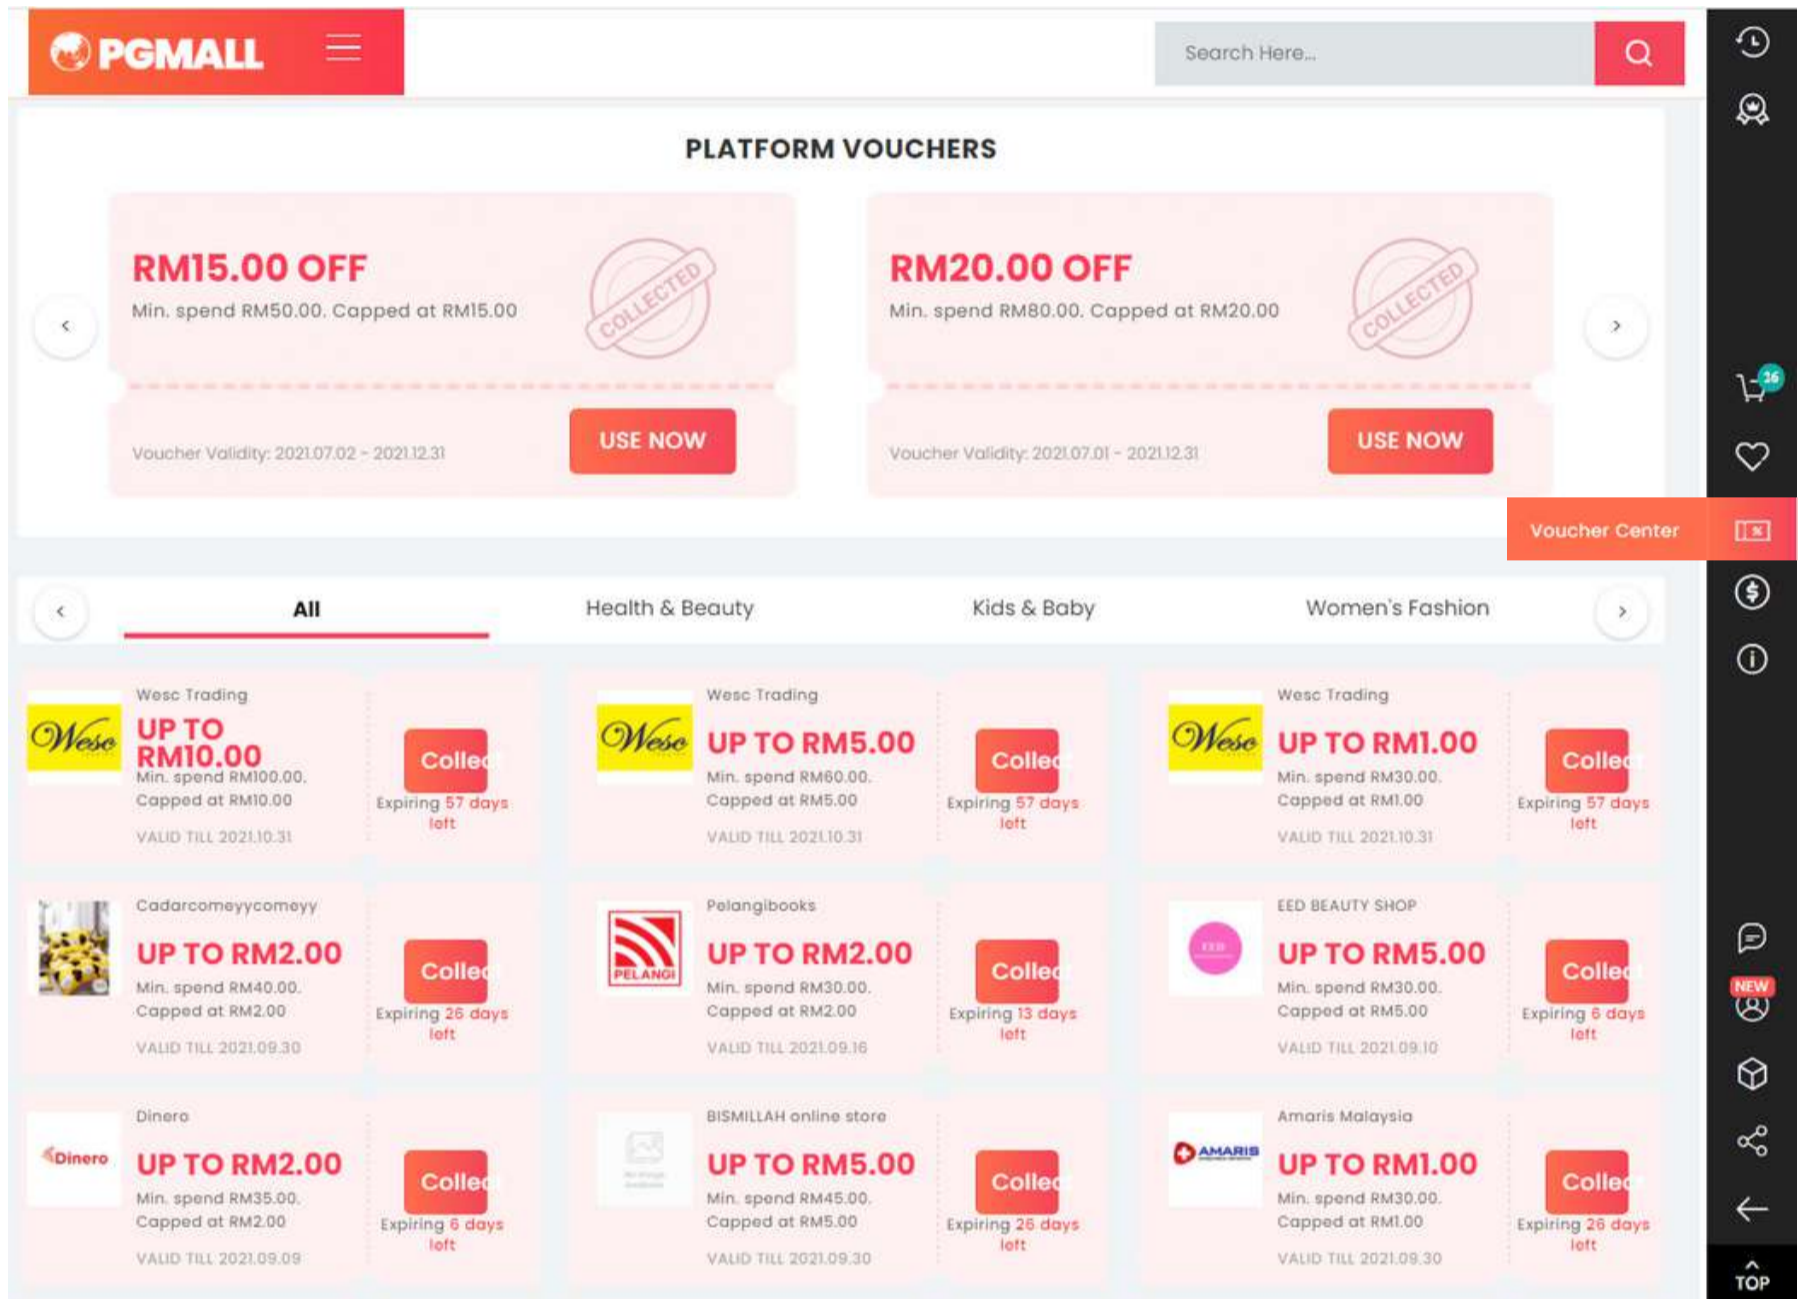 PGMALL
Search Here...
PLATFORM VOUCHERS
RM15.00 OFF
Min. spend RM50.00. Capped at RM15.00
COLLECTED
Voucher Validity: 2021.07.02 - 2021.12.31
USE NOW
RM20.00 OFF
Min. spend RM80.00. Capped at RM20.00
COLLECTED
Voucher Validity: 2021.07.01 - 2021.12.31
USE NOW
26
Voucher Center
All
Health & Beauty
Kids & Baby
Women's Fashion
Wesc
Wesc Trading
UP TO
RM10.00
Min. spend RM100.00.
Capped at RM10.00
VALID TILL 2021.10.31
Collec
Expiring 57 days
left
Wesc
Wesc Trading
UP TO RM5.00
Min. spend RM60.00.
Capped at RM5.00
VALID TILL 2021.10.31
Collec
Expiring 57 days
left
Wesc
Wesc Trading
UP TO RM1.00
Min. spend RM30.00.
Capped at RM1.00
VALID TILL 2021.10.31
Collec
Expiring 57 days
left
Cadarcomeyycomeyy
UP TO RM2.00
Min. spend RM40.00.
Capped at RM2.00
VALID TILL 2021.09.30
Collec
Expiring 26 days
left
PELANGI
Pelangibooks
UP TO RM2.00
Min. spend RM30.00.
Capped at RM2.00
VALID TILL 2021.09.16
Collec
Expiring 13 days
left
EED
EED BEAUTY SHOP
UP TO RM5.00
Min. spend RM30.00.
Capped at RM5.00
VALID TILL 2021.09.10
Collec
Expiring 6 days
left
Dinero
Dinero
UP TO RM2.00
Min. spend RM35.00.
Capped at RM2.00
VALID TILL 2021.09.09
Collec
Expiring 6 days
left
BISMILLAH online store
UP TO RM5.00
Min. spend RM45.00.
Capped at RM5.00
VALID TILL 2021.09.30
Collec
Expiring 26 days
left
AMARIS
Amaris Malaysia
UP TO RM1.00
Min. spend RM30.00.
Capped at RM1.00
VALID TILL 2021.09.30
Collec
Expiring 26 days
left
NEW
TOP